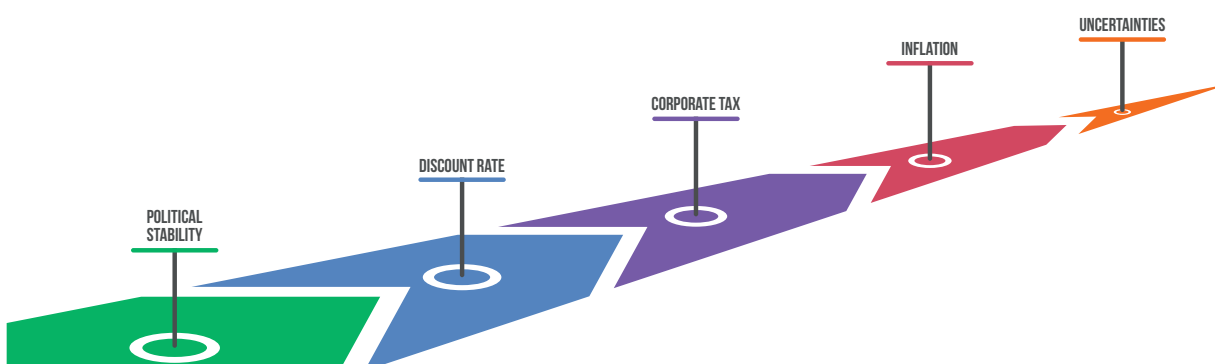 POLITICAL
STABILITY
DISCOUNT RATE
CORPORATE TAX
INFLATION
UNCERTAINTIES